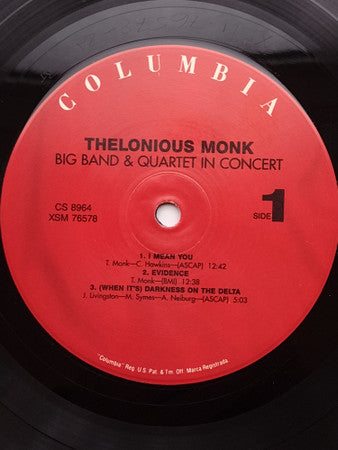 COLUMBIA
THELONIOUS MONK
BIG BAND & QUARTET IN CONCERT
CS 8964
XSM 76578
SIDE 1
1. I MEAN YOU
T. Monk—C. Hawkins—(ASCAP) 12:42
2. EVIDENCE
T. Monk—(BMI) 12:38
3. (WHEN IT'S) DARKNESS ON THE DELTA
J. Livingston—M. Symes—A. Neiburg—(ASCAP) 5:03
"Columbia" Reg. U.S. Pat. & Tm. Off. Marca Registrada.